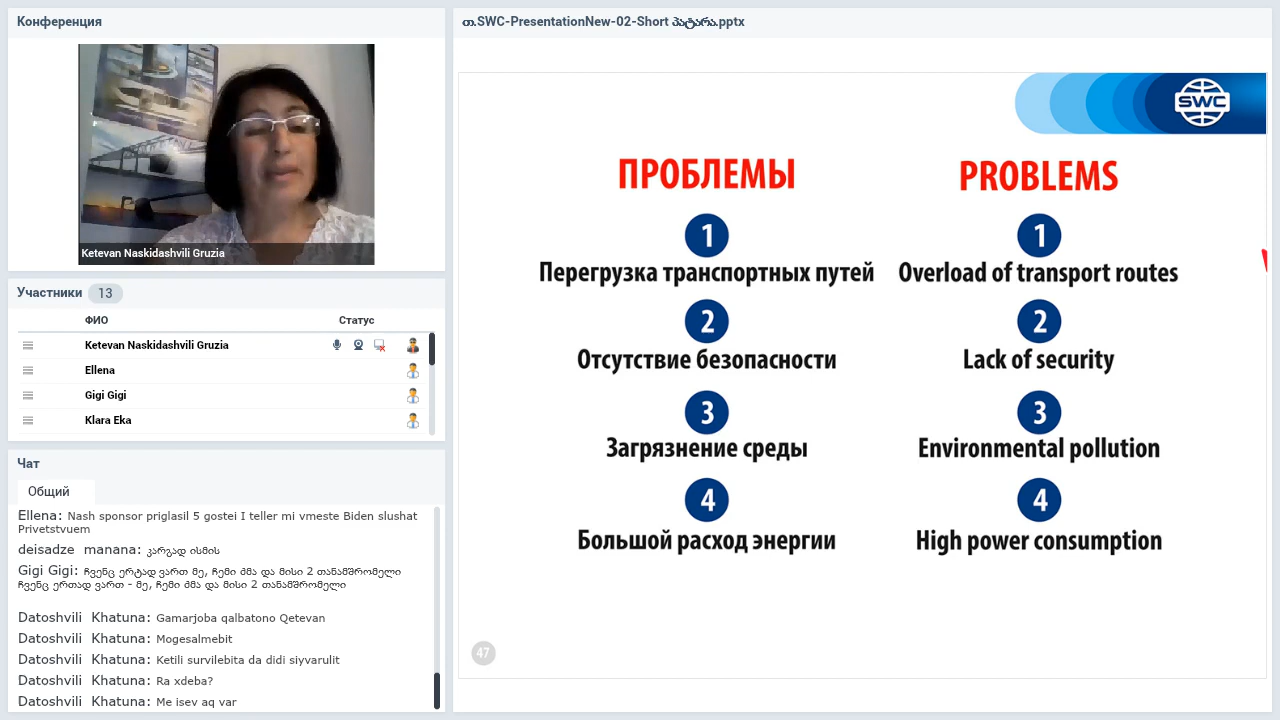 Конференция
Ketevan Naskidashvili Gruzia
Участники 13
ФИО Статус
Ketevan Naskidashvili Gruzia
Ellena
Gigi Gigi
Klara Eka
Чат
Общий
Ellena: Nash sponsor priglasil 5 gostei I teller mi vmeste Biden slushat
Privetstvuem
deisadze manana: კარგად ისმის
Gigi Gigi: ჩვენც ერტად ვართ მე, ჩემი ძმა და მისი 2 თანამშრომელი
ჩვენც ერთად ვართ - მე, ჩემი ძმა და მისი 2 თანამშრომელი
Datoshvili Khatuna: Gamarjoba qalbatono Qetevan
Datoshvili Khatuna: Mogesalmebit
Datoshvili Khatuna: Ketili survilebita da didi siyvarulit
Datoshvili Khatuna: Ra xdeba?
Datoshvili Khatuna: Me isev aq var
თ.SWC-PresentationNew-02-Short პატარა.pptx
SWC
ПРОБЛЕМЫ
1
Перегрузка транспортных путей
2
Отсутствие безопасности
3
Загрязнение среды
4
Большой расход энергии
PROBLEMS
1
Overload of transport routes
2
Lack of security
3
Environmental pollution
4
High power consumption
47